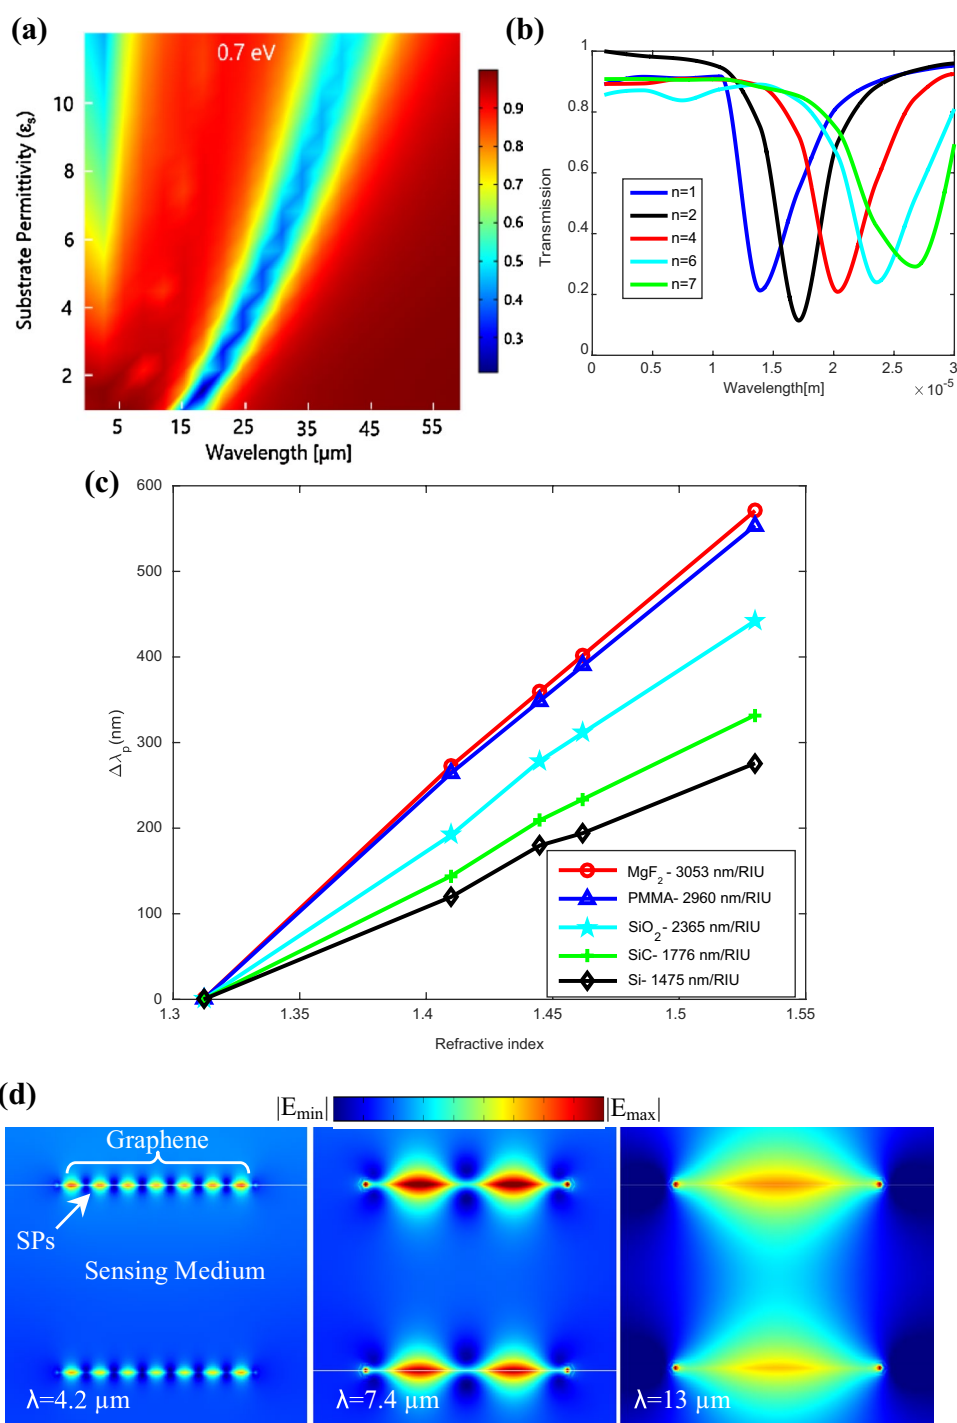 (a)
0.7 eV
Substrate Permittivity (εs)
10
8
6
4
2
5 15 25 35 45 55
Wavelength [µm]
0.9
0.8
0.7
0.6
0.5
0.4
0.3
(b)
Transmission
1
0.8
0.6
0.4
0.2
1
n=1
n=2
n=4
n=6
n=7
0 0.5 1 1.5 2 2.5 3
Wavelength[m]
×10-5
(c)
Δλp(nm)
600
500
400
300
200
100
0
MgF2 - 3053 nm/RIU
PMMA- 2960 nm/RIU
SiO2 - 2365 nm/RIU
SiC- 1776 nm/RIU
Si- 1475 nm/RIU
1.3 1.35 1.4 1.45 1.5 1.55
Refractive index
(d)
|Emin| |Emax|
Graphene
SPs
Sensing Medium
λ=4.2 µm
λ=7.4 µm
λ=13 µm